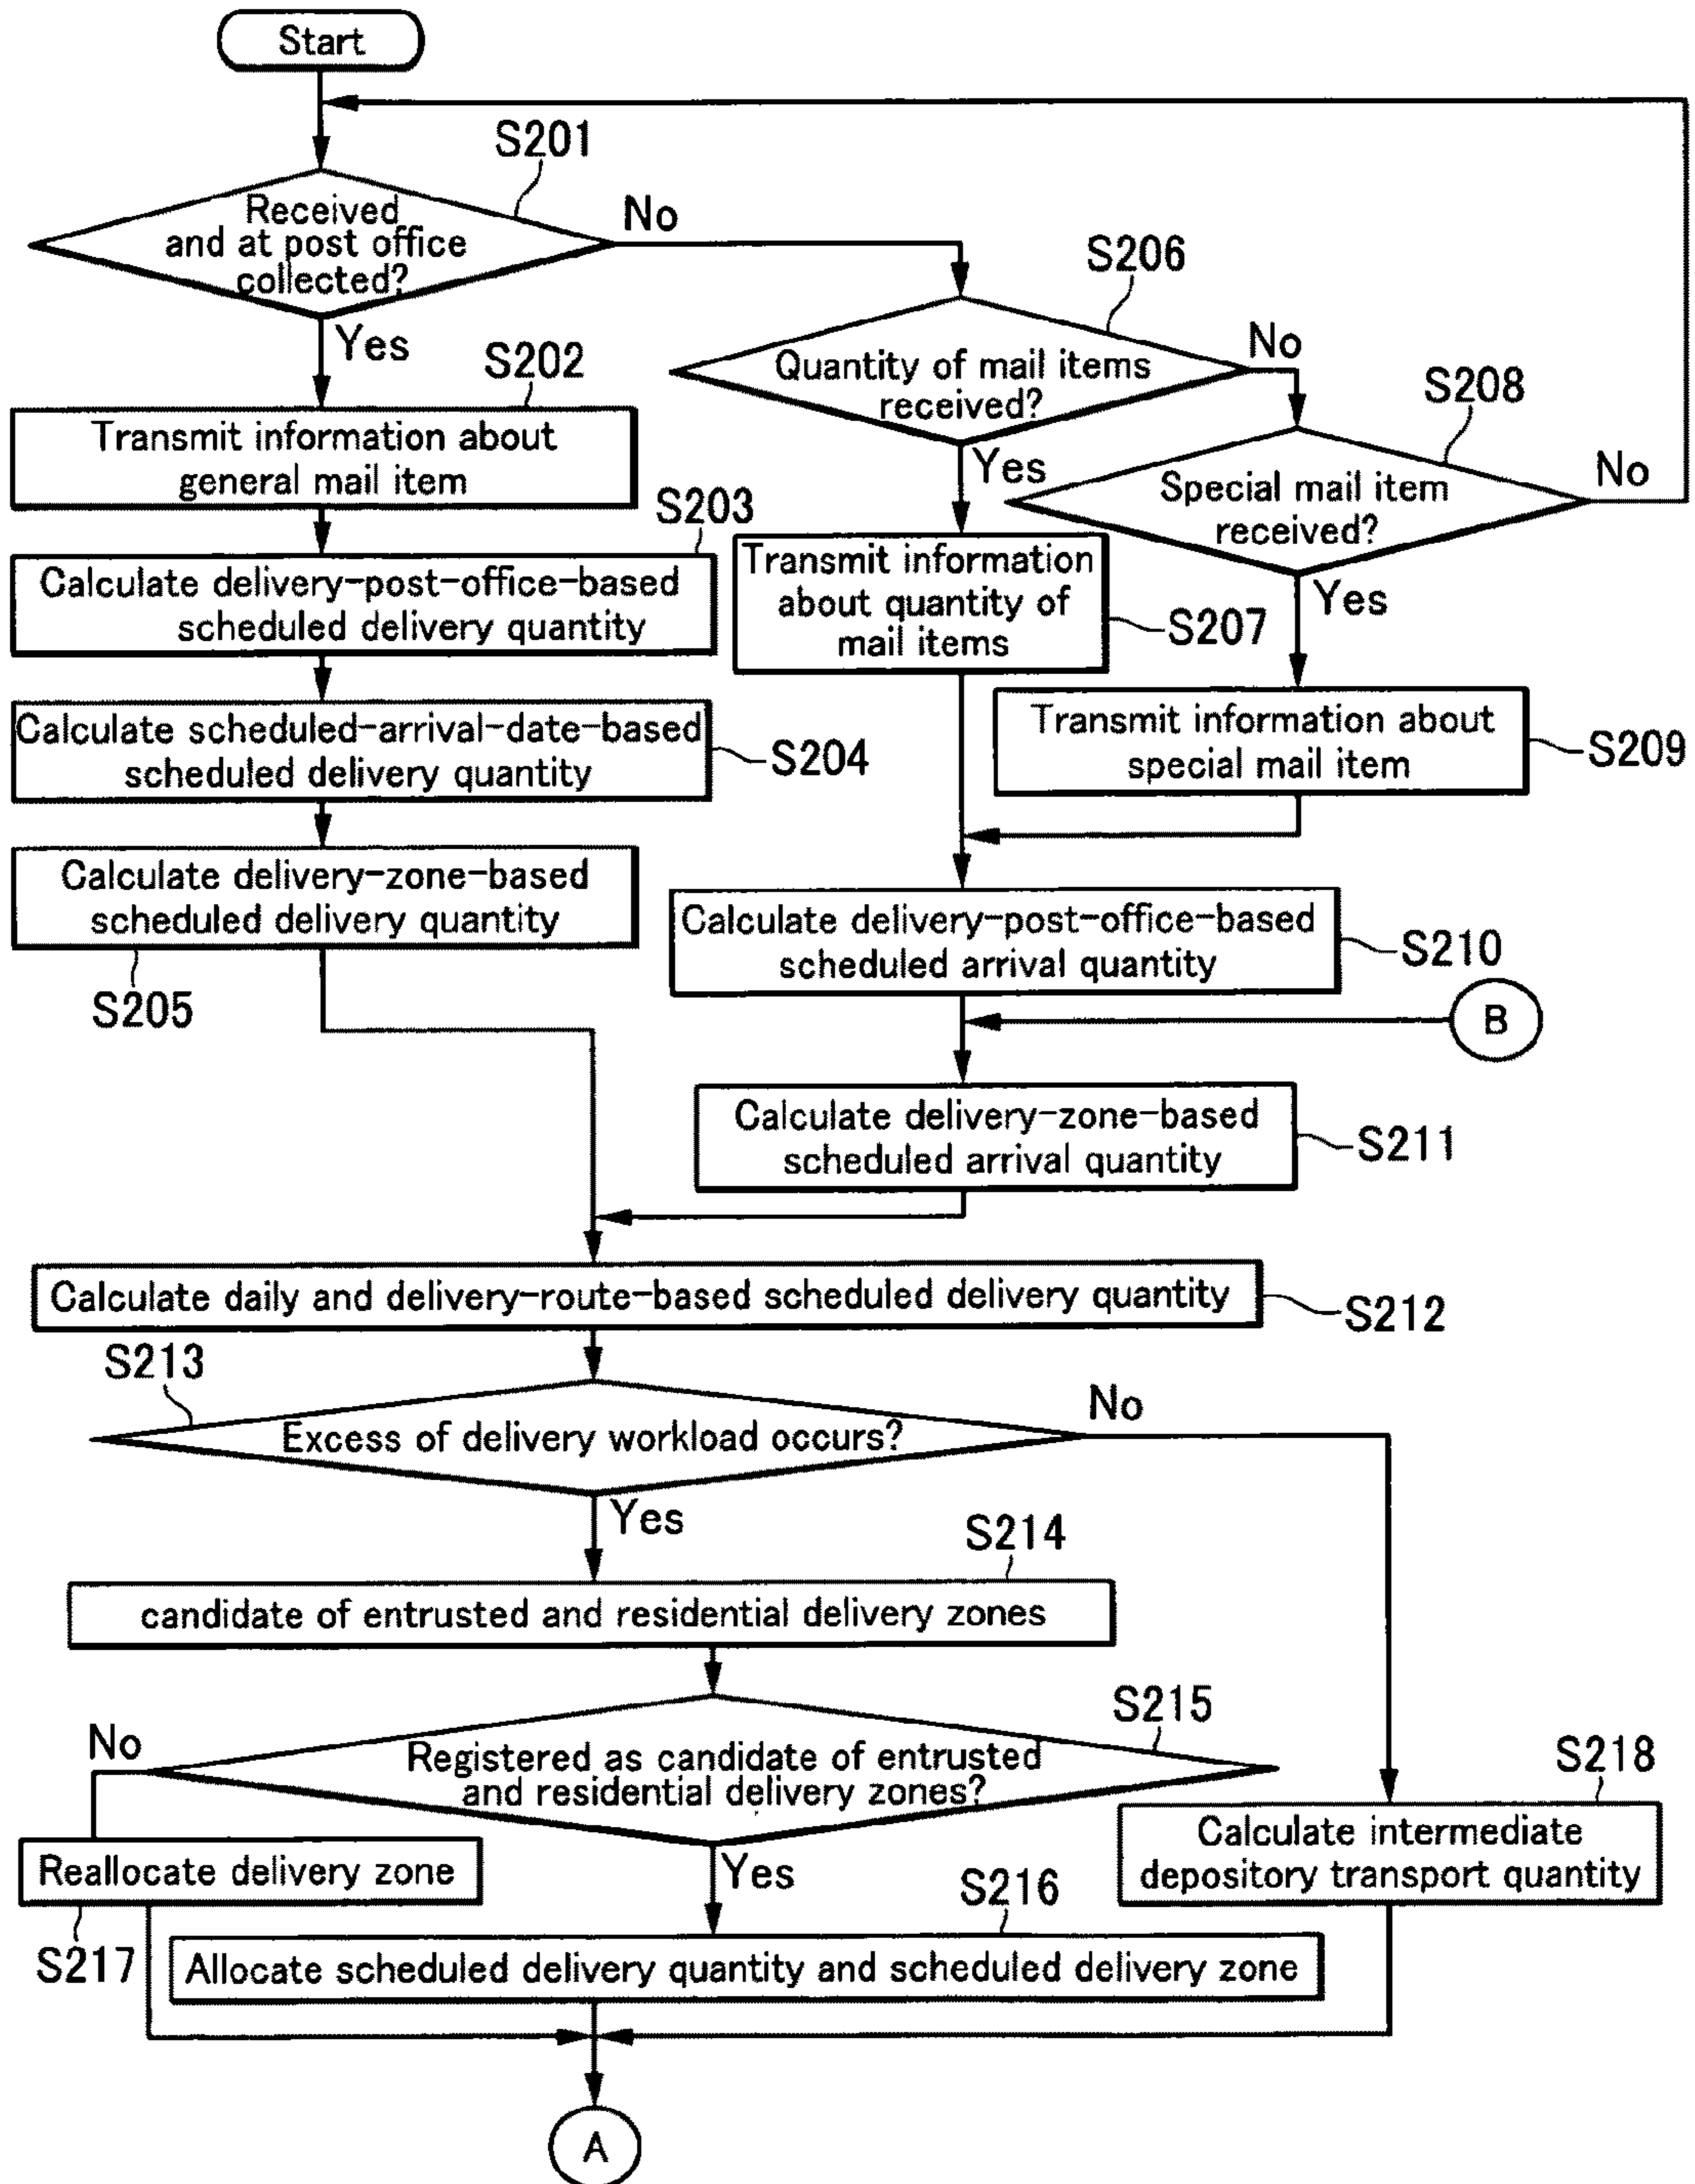 Start
S201
Received
and at post office
collected?
No
Yes
S206
Quantity of mail items
received?
No
Yes
S202
Transmit information about
general mail item
S208
Special mail item
received?
No
Yes
S203
Calculate delivery-post-office-based
scheduled delivery quantity
Transmit information
about quantity of
mail items
S207
Calculate scheduled-arrival-date-based
scheduled delivery quantity
S204
Transmit information about
special mail item
S209
Calculate delivery-zone-based
scheduled delivery quantity
S205
Calculate delivery-post-office-based
scheduled arrival quantity
S210
B
Calculate delivery-zone-based
scheduled arrival quantity
S211
Calculate daily and delivery-route-based scheduled delivery quantity
S212
S213
Excess of delivery workload occurs?
No
Yes
S214
candidate of entrusted and residential delivery zones
S215
Registered as candidate of entrusted
and residential delivery zones?
No
Yes
S218
Calculate intermediate
depository transport quantity
Reallocate delivery zone
S217
S216
Allocate scheduled delivery quantity and scheduled delivery zone
A